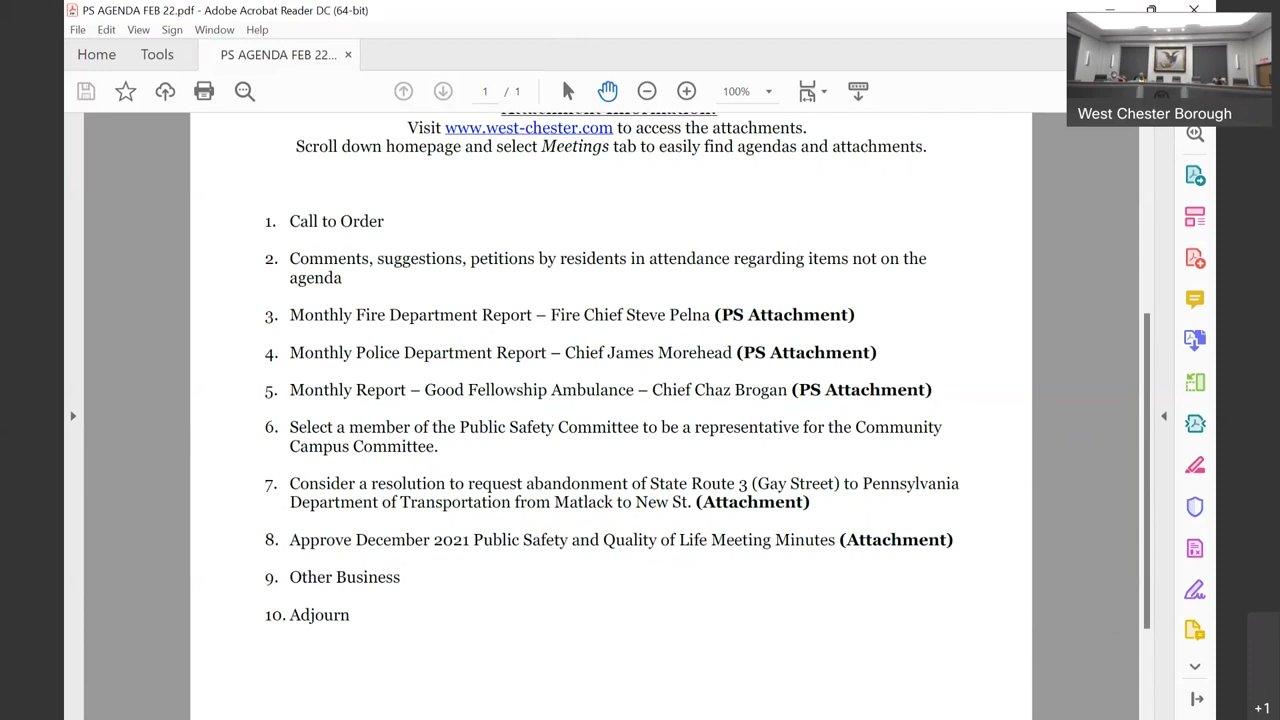 PS AGENDA FEB 22.pdf - Adobe Acrobat Reader DC (64-bit)
File Edit View Sign Window Help
Home Tools PS AGENDA FEB 22... ×
1 / 1 100%
West Chester Borough
Attachment Information:
Visit www.west-chester.com to access the attachments.
Scroll down homepage and select Meetings tab to easily find agendas and attachments.
1. Call to Order
2. Comments, suggestions, petitions by residents in attendance regarding items not on the
agenda
3. Monthly Fire Department Report – Fire Chief Steve Pelna (PS Attachment)
4. Monthly Police Department Report – Chief James Morehead (PS Attachment)
5. Monthly Report – Good Fellowship Ambulance – Chief Chaz Brogan (PS Attachment)
6. Select a member of the Public Safety Committee to be a representative for the Community
Campus Committee.
7. Consider a resolution to request abandonment of State Route 3 (Gay Street) to Pennsylvania
Department of Transportation from Matlack to New St. (Attachment)
8. Approve December 2021 Public Safety and Quality of Life Meeting Minutes (Attachment)
9. Other Business
10. Adjourn
+1